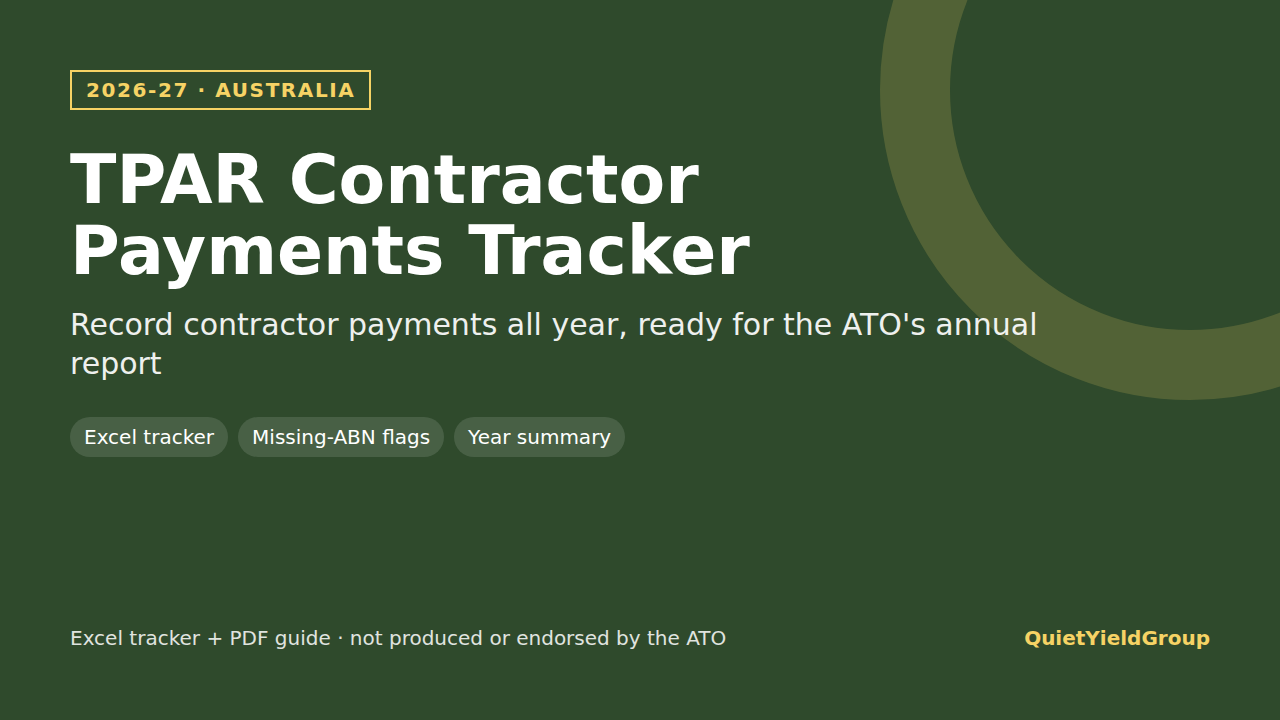 2026-27 · AUSTRALIA
TPAR Contractor
Payments Tracker
Record contractor payments all year, ready for the ATO's annual
report
Excel tracker
Missing-ABN flags
Year summary
Excel tracker + PDF guide · not produced or endorsed by the ATO
QuietYieldGroup